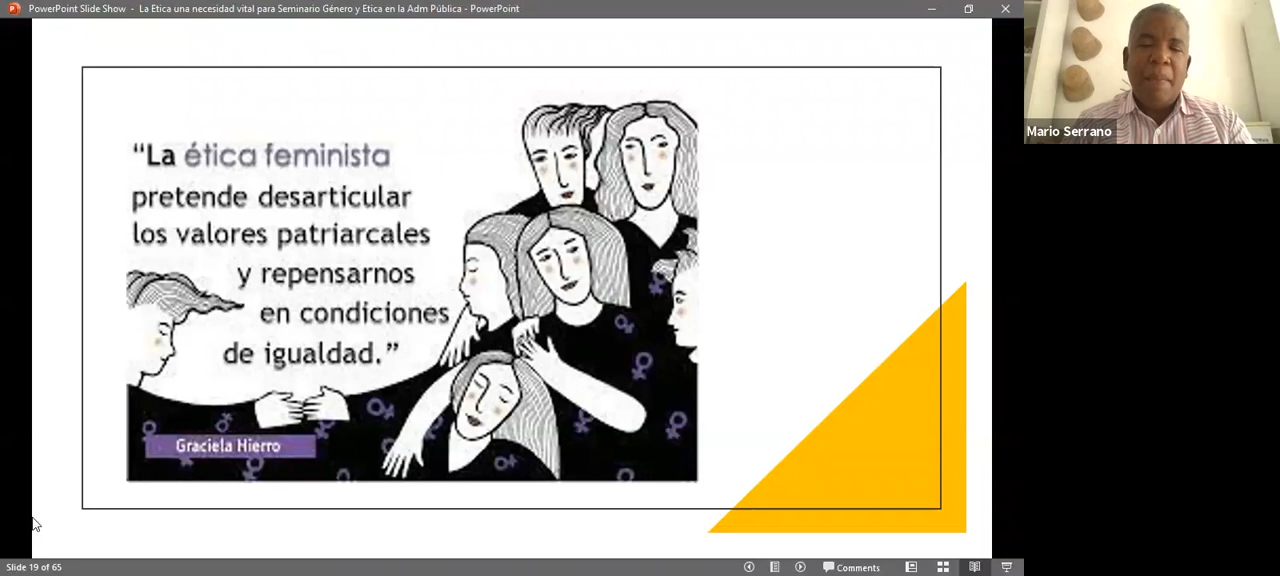 PowerPoint Slide Show - La Etica una necesidad vital para Seminario Género y Etica en la Adm Pública - PowerPoint
Mario Serrano
“La ética feminista
pretende desarticular
los valores patriarcales
y repensarnos
en condiciones
de igualdad.”
Graciela Hierro
Slide 19 of 65
Comments